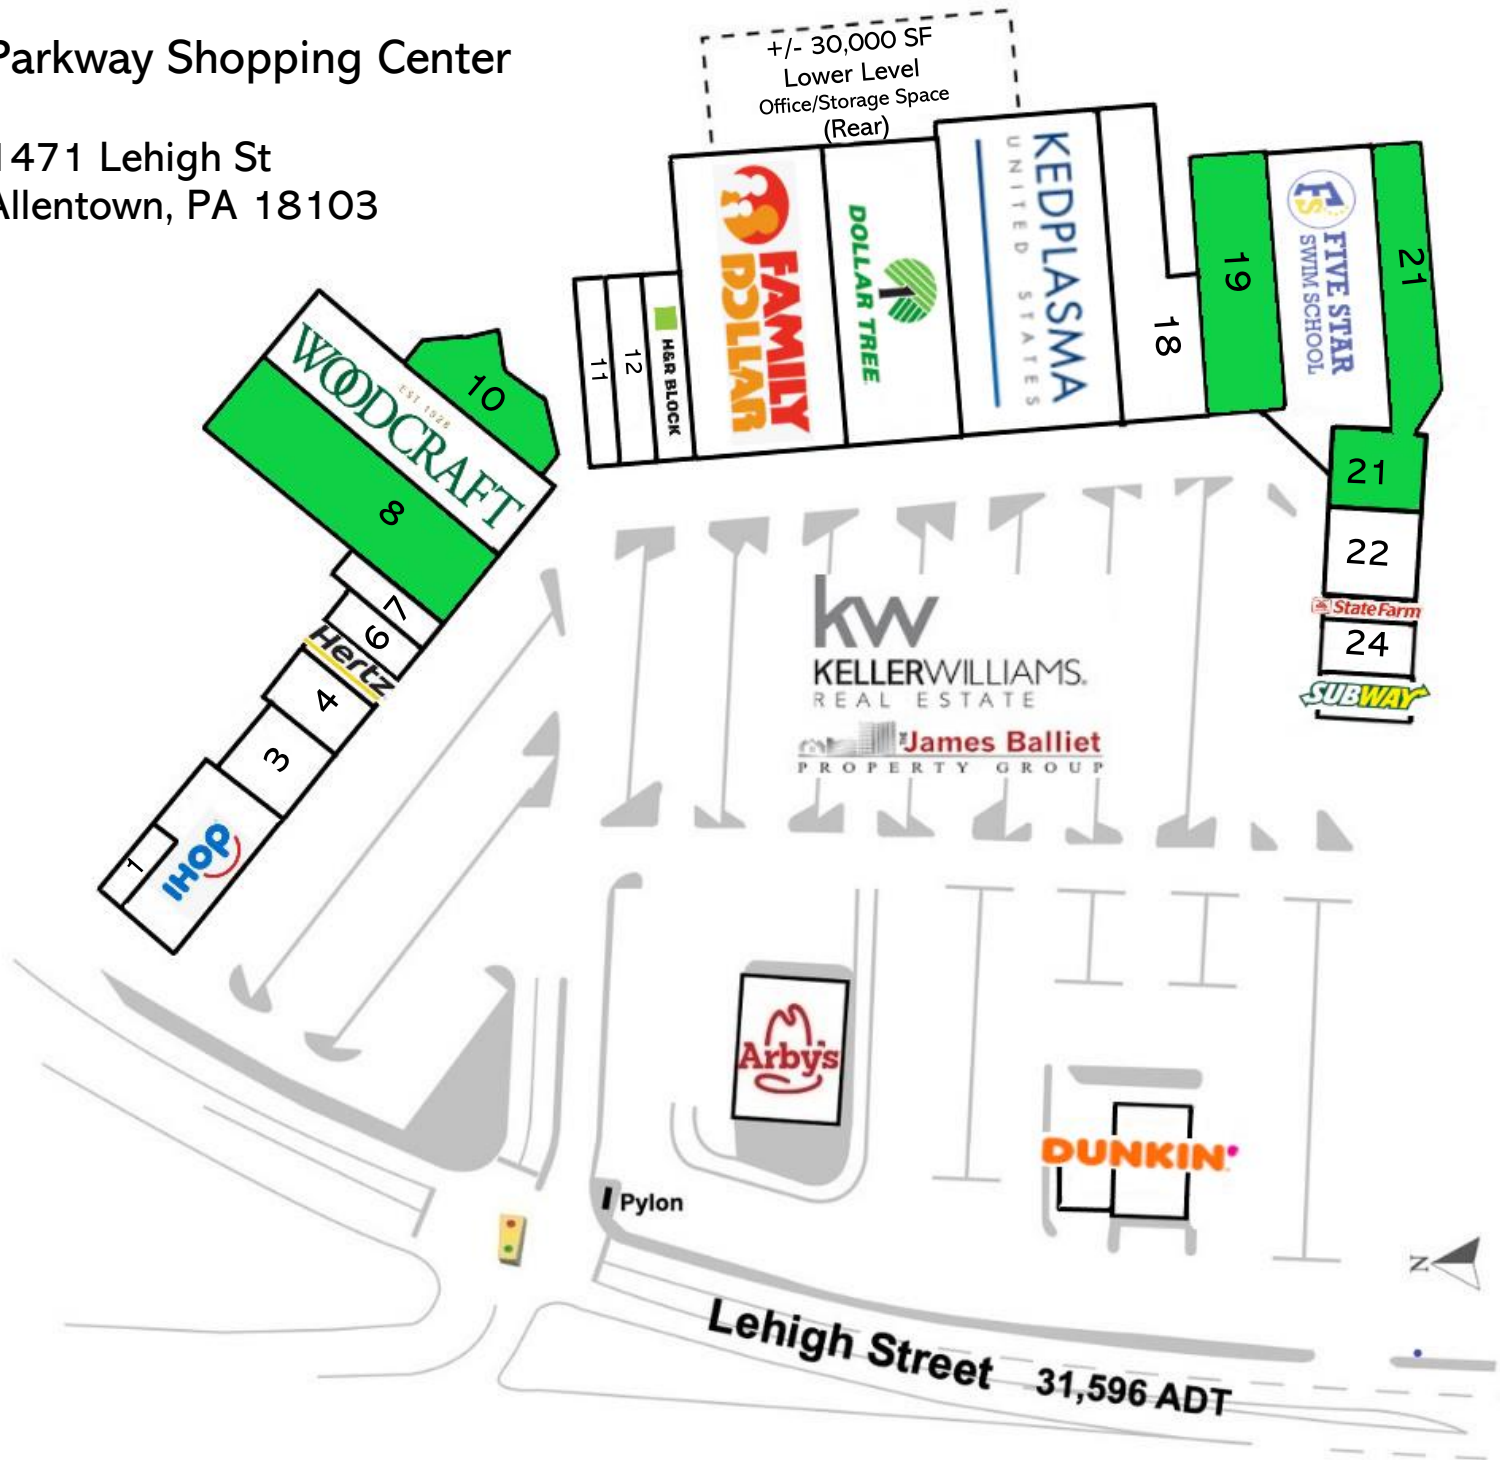 Parkway Shopping Center
1471 Lehigh St
Allentown, PA 18103
+/- 30,000 SF
Lower Level
Office/Storage Space
(Rear)
WOODCRAFT
EST 1928
10
8
7
6
Hertz
4
3
IHOP
1
11
12
H&R BLOCK
FAMILY
DOLLAR
DOLLAR TREE
1
KEDPLASMA
UNITED STATES
18
19
FS
FIVE STAR
SWIM SCHOOL
21
21
22
State Farm
24
SUBWAY
kw
KELLERWILLIAMS.
REAL ESTATE
THE James Balliet
PROPERTY GROUP
Arby's
DUNKIN'
Pylon
N
Lehigh Street 31,596 ADT